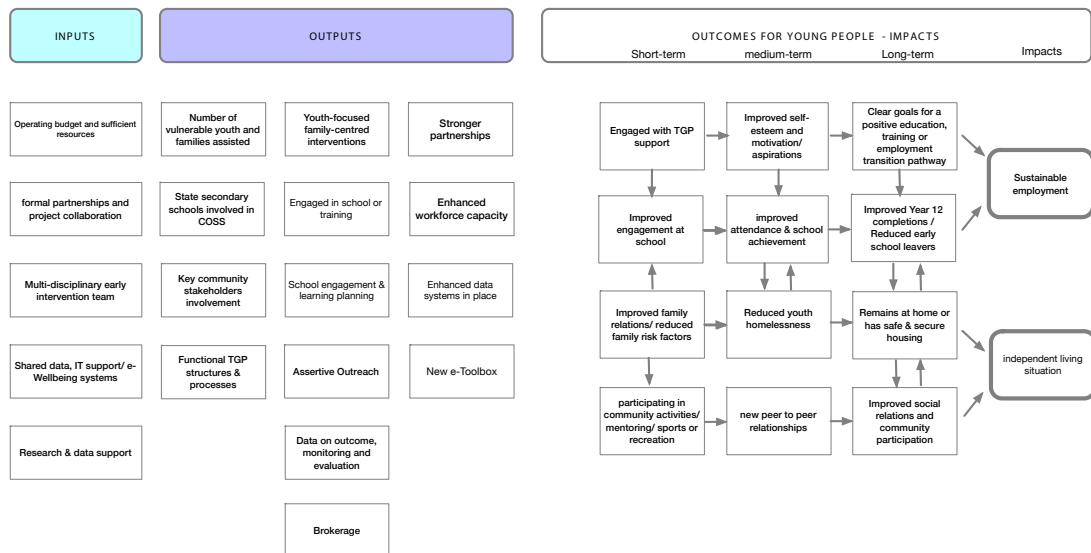 INPUTS
OUTPUTS
OUTCOMES FOR YOUNG PEOPLE - IMPACTS
Short-term
medium-term
Long-term
Impacts
Operating budget and sufficient
resources
formal partnerships and
project collaboration
Multi-disciplinary early
intervention team
Shared data, IT support/ e-
Wellbeing systems
Research & data support
Number of
vulnerable youth and
families assisted
State secondary
schools involved in
COSS
Key community
stakeholders
involvement
Functional TGP
structures &
processes
Youth-focused
family-centred
interventions
Engaged in school or
training
School engagement &
learning planning
Assertive Outreach
Data on outcome,
monitoring and
evaluation
Brokerage
Stronger
partnerships
Enhanced
workforce capacity
Enhanced data
systems in place
New e-Toolbox
Engaged with TGP
support
Improved self-
esteem and
motivation/
aspirations
Clear goals for a
positive education,
training or
employment
transition pathway
Sustainable
employment
Improved
engagement at
school
improved
attendance & school
achievement
Improved Year 12
completions /
Reduced early
school leavers
Improved family
relations/ reduced
family risk factors
Reduced youth
homelessness
Remains at home or
has safe & secure
housing
independent living
situation
participating in
community activities/
mentoring/ sports or
recreation
new peer to peer
relationships
Improved social
relations and
community
participation